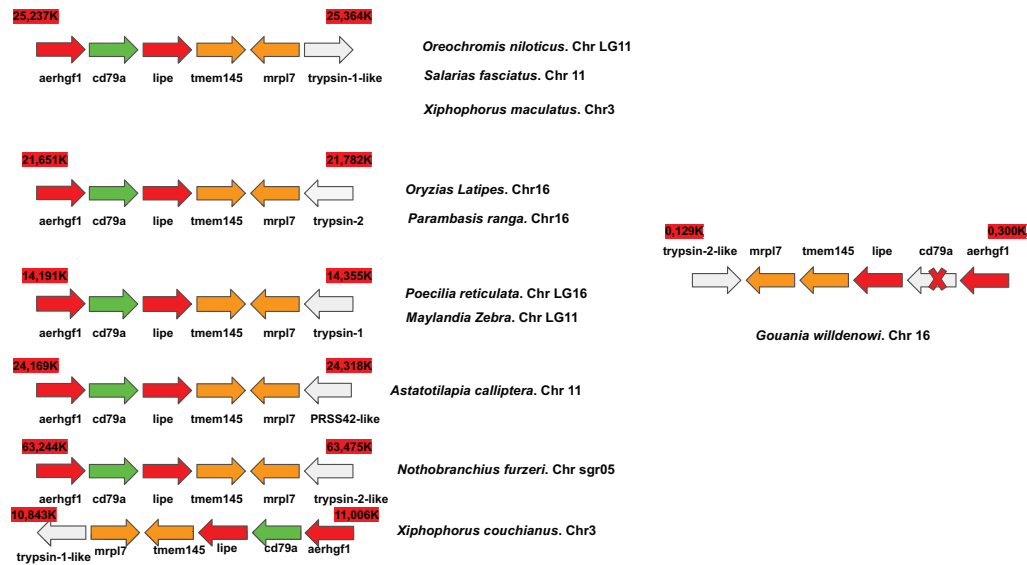 25,237K 25,364K
aerhgf1 cd79a lipe tmem145 mrpl7 trypsin-1-like
Oreochromis niloticus. Chr LG11
Salarias fasciatus. Chr 11
Xiphophorus maculatus. Chr3
21,651K 21,782K
aerhgf1 cd79a lipe tmem145 mrpl7 trypsin-2
Oryzias Latipes. Chr16
Parambasis ranga. Chr16
14,191K 14,355K
aerhgf1 cd79a lipe tmem145 mrpl7 trypsin-1
Poecilia reticulata. Chr LG16
Maylandia Zebra. Chr LG11
24,169K 24,318K
aerhgf1 cd79a lipe tmem145 mrpl7 PRSS42-like
Astatotilapia calliptera. Chr 11
63,244K 63,475K
aerhgf1 cd79a lipe tmem145 mrpl7 trypsin-2-like
Nothobranchius furzeri. Chr sgr05
10,843K 11,006K
trypsin-1-like mrpl7 tmem145 lipe cd79a aerhgf1
Xiphophorus couchianus. Chr3
0,129K 0,300K
trypsin-2-like mrpl7 tmem145 lipe cd79a aerhgf1
Gouania willdenowi. Chr 16